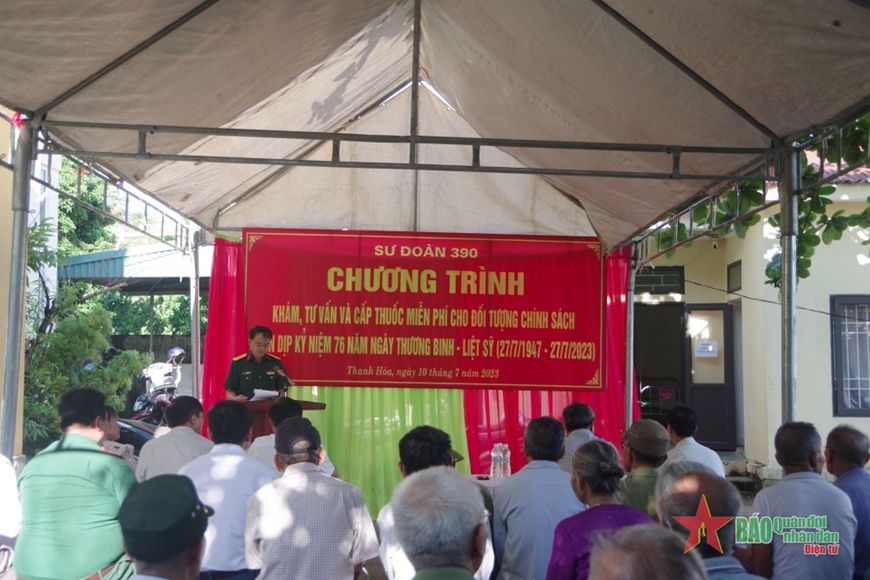 SƯ ĐOÀN 390
CHƯƠNG TRÌNH
KHÁM, TƯ VẤN VÀ CẤP THUỐC MIỄN PHÍ CHO ĐỐI TƯỢNG CHÍNH SÁCH
DỊP KỶ NIỆM 76 NĂM NGÀY THƯƠNG BINH - LIỆT SỸ (27/7/1947 - 27/7/2023)
Thanh Hóa, ngày 10 tháng 7 năm 2023
BÁO quân đội
nhân dân
Điện tử